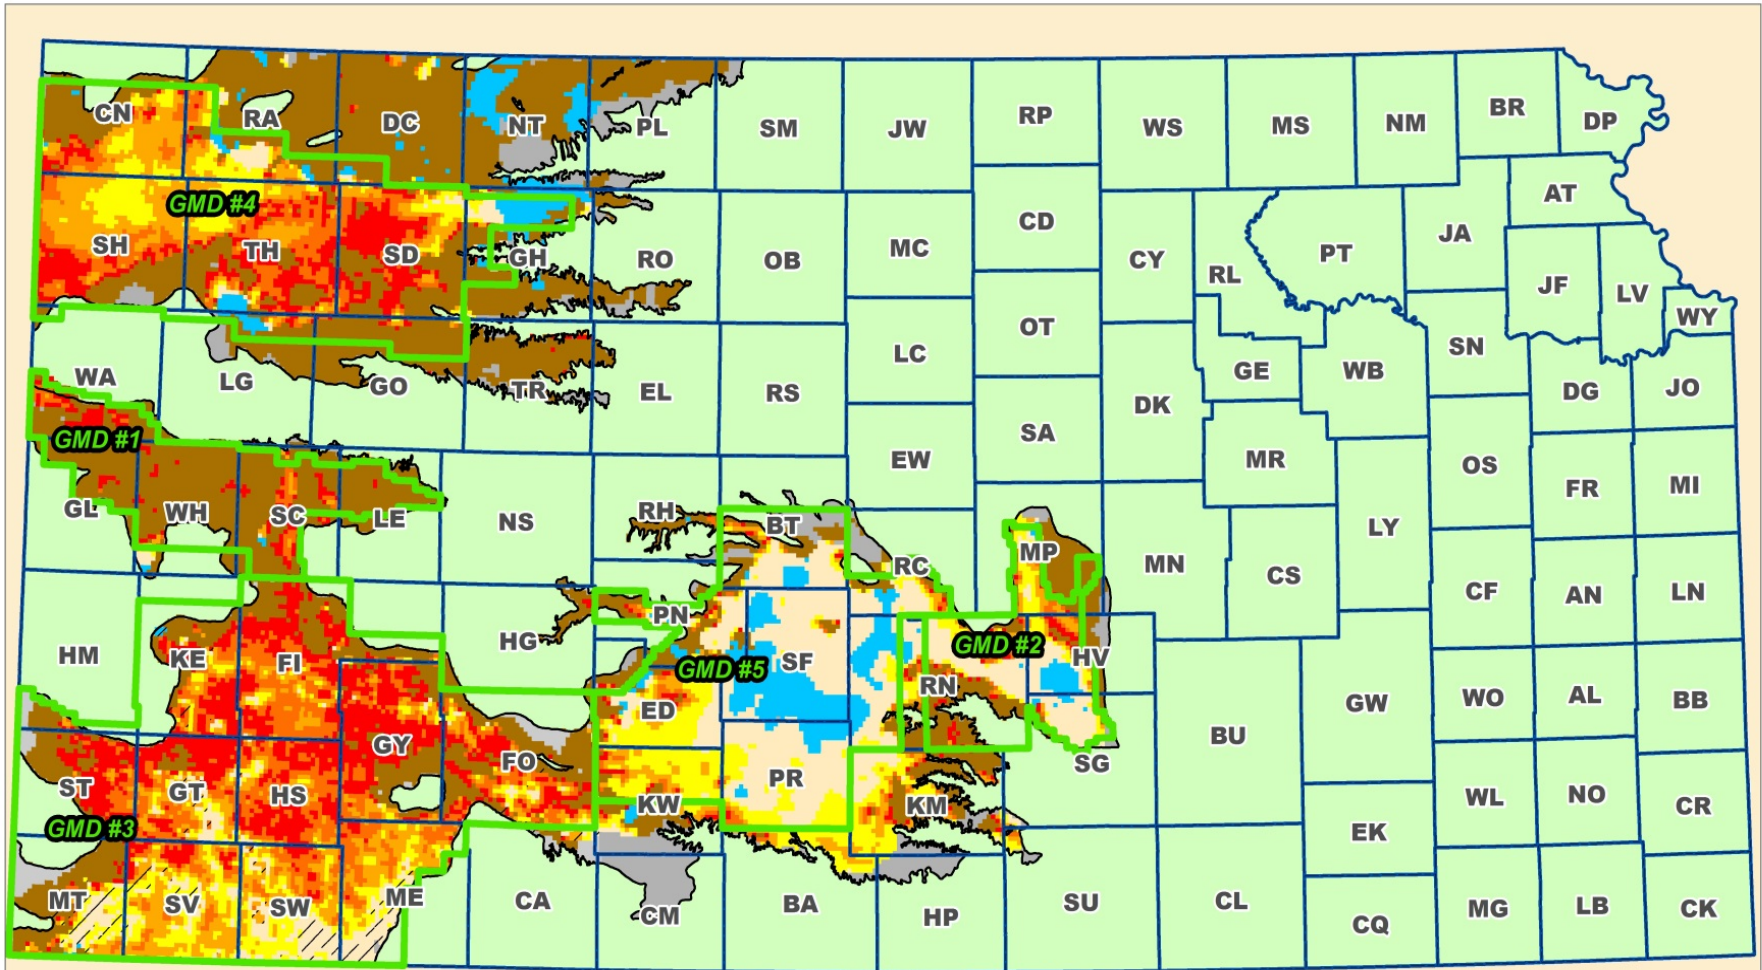 CN
RA
DC
NT
PL
SM
JW
RP
WS
MS
NM
BR
DP
GMD #4
SH
TH
SD
GH
RO
OB
MC
CD
CY
RL
PT
JA
AT
JF
LV
WY
WA
LG
GO
TR
EL
RS
LC
OT
DK
GE
WB
SN
DG
JO
GMD #1
GL
WH
SC
LE
NS
RH
BT
EW
SA
MR
LY
OS
FR
MI
RC
MP
MN
CS
CF
AN
LN
HM
KE
FI
HG
PN
GMD #5
SF
GMD #2
RN
HV
BU
GW
WO
AL
BB
ST
GT
HS
GY
FO
ED
KW
PR
KM
SG
EK
WL
NO
CR
GMD #3
MT
SV
SW
ME
CA
CM
BA
HP
SU
CL
CQ
MG
LB
CK